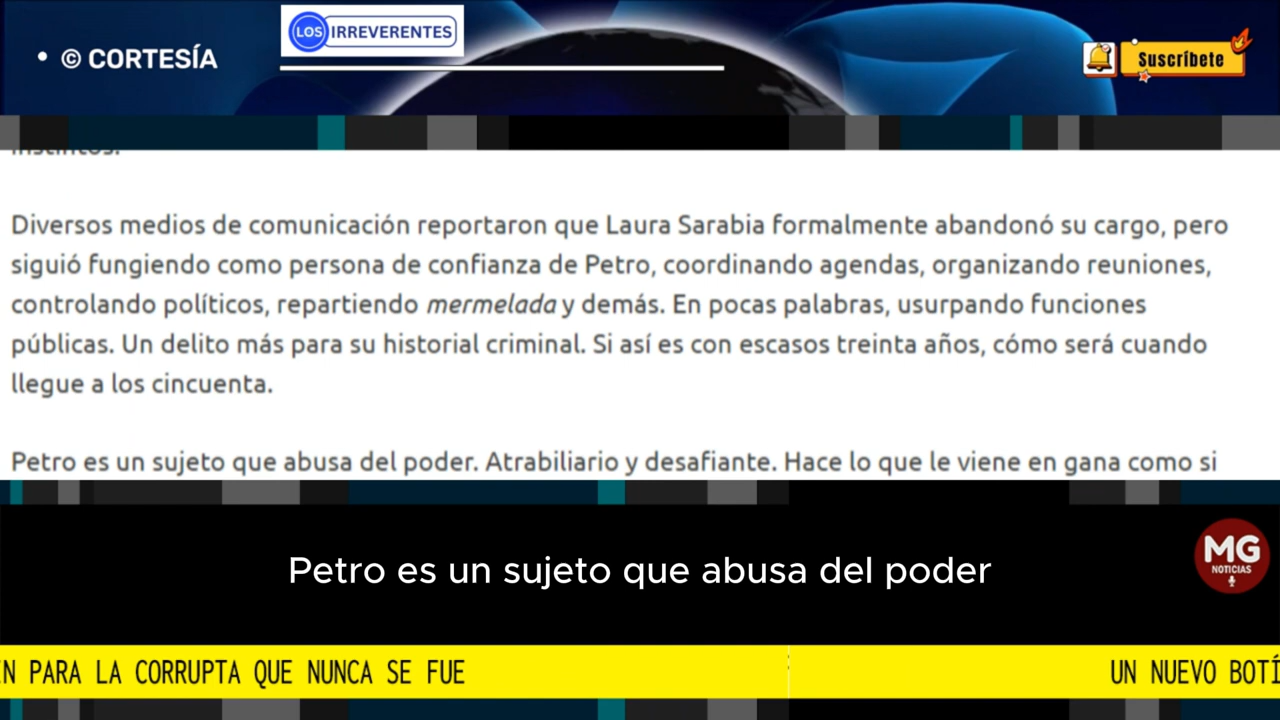 • © CORTESÍA
LOS IRREVERENTES
Suscríbete
instintos.
Diversos medios de comunicación reportaron que Laura Sarabia formalmente abandonó su cargo, pero
siguió fungiendo como persona de confianza de Petro, coordinando agendas, organizando reuniones,
controlando políticos, repartiendo mermelada y demás. En pocas palabras, usurpando funciones
públicas. Un delito más para su historial criminal. Si así es con escasos treinta años, cómo será cuando
llegue a los cincuenta.
Petro es un sujeto que abusa del poder. Atrabiliario y desafiante. Hace lo que le viene en gana como si
Petro es un sujeto que abusa del poder
MG
NOTICIAS
N PARA LA CORRUPTA QUE NUNCA SE FUE
UN NUEVO BOTÍ